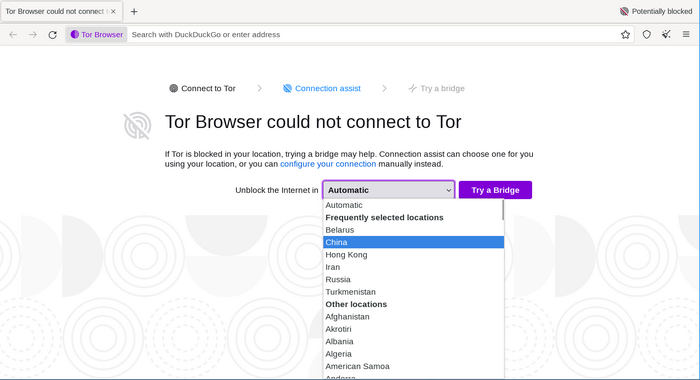 Tor Browser could not connect
Potentially blocked
Tor Browser
Search with DuckDuckGo or enter address
Connect to Tor
Connection assist
Try a bridge
Tor Browser could not connect to Tor
If Tor is blocked in your location, trying a bridge may help. Connection assist can choose one for you
using your location, or you can configure your connection manually instead.
Unblock the Internet in
Automatic
Try a Bridge
Automatic
Frequently selected locations
Belarus
China
Hong Kong
Iran
Russia
Turkmenistan
Other locations
Afghanistan
Akrotiri
Albania
Algeria
American Samoa